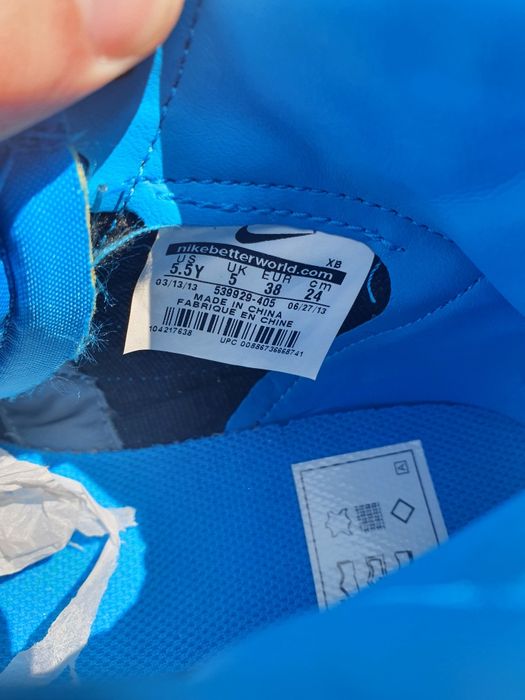 XB
nikebetterworld.com
US UK EUR cm
5.5Y 5 38 24
03/13/13 539929-405 06/27/13
MADE IN CHINA
FABRIQUE EN CHINE
104217638 UPC 00886736668741
A